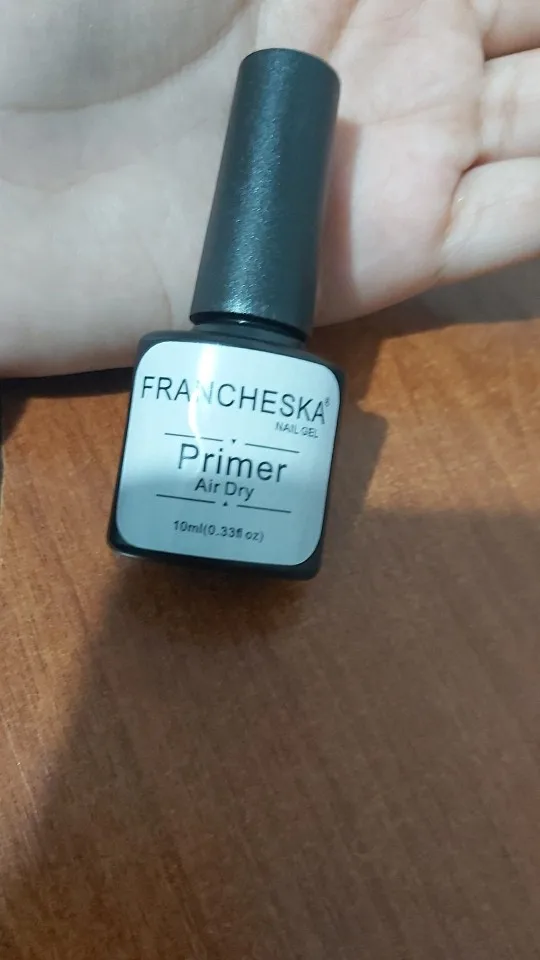 FRANCHESKA®
NAIL GEL
Primer
Air Dry
10ml(0.33fl oz)